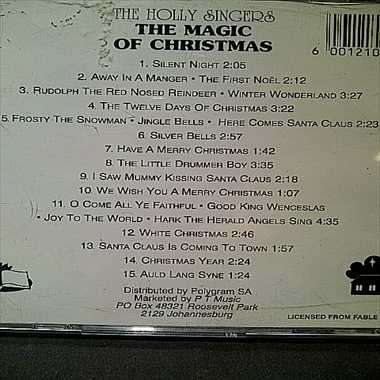 THE HOLLY SINGERS
THE MAGIC
OF CHRISTMAS
6 001210
1. SILENT NIGHT 2:05
2. AWAY IN A MANGER • THE FIRST NOËL 2:12
3. RUDOLPH THE RED NOSED REINDEER • WINTER WONDERLAND 3:27
4. THE TWELVE DAYS OF CHRISTMAS 3:22
5. FROSTY THE SNOWMAN • JINGLE BELLS • HERE COMES SANTA CLAUS 2:23
6. SILVER BELLS 2:57
7. HAVE A MERRY CHRISTMAS 1:42
8. THE LITTLE DRUMMER BOY 3:35
9. I SAW MUMMY KISSING SANTA CLAUS 2:18
10. WE WISH YOU A MERRY CHRISTMAS 1:07
11. O COME ALL YE FAITHFUL • GOOD KING WENCESLAS
• JOY TO THE WORLD • HARK THE HERALD ANGELS SING 4:35
12. WHITE CHRISTMAS 2:46
13. SANTA CLAUS IS COMING TO TOWN 1:57
14. CHRISTMAS YEAR 2:24
15. AULD LANG SYNE 1:24
Distributed by Polygram SA
Marketed by P T Music
PO Box 48321 Roosevelt Park
2129 Johannesburg
LICENSED FROM FABLE